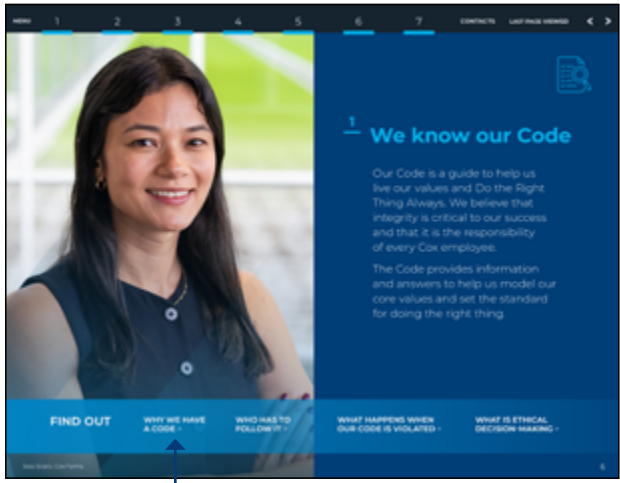 MENU 1 2 3 4 5 6 7 CONTACTS LAST PAGE VIEWED < >
1
We know our Code
Our Code is a guide to help us
live our values and Do the Right
Thing Always. We believe that
integrity is critical to our success
and that it is the responsibility
of every Cox employee.
The Code provides information
and answers to help us model our
core values and set the standard
for doing the right thing.
FIND OUT
WHY WE HAVE
A CODE
WHO HAS TO
FOLLOW IT
WHAT HAPPENS WHEN
OUR CODE IS VIOLATED
WHAT IS ETHICAL
DECISION-MAKING
6